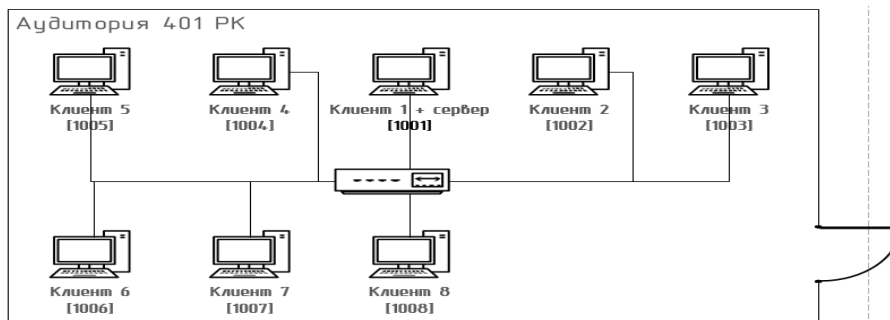 Аудитория 401 РК
Клиент 5
[1005]
Клиент 4
[1004]
Клиент 1 + сервер
[1001]
Клиент 2
[1002]
Клиент 3
[1003]
Клиент 6
[1006]
Клиент 7
[1007]
Клиент 8
[1008]